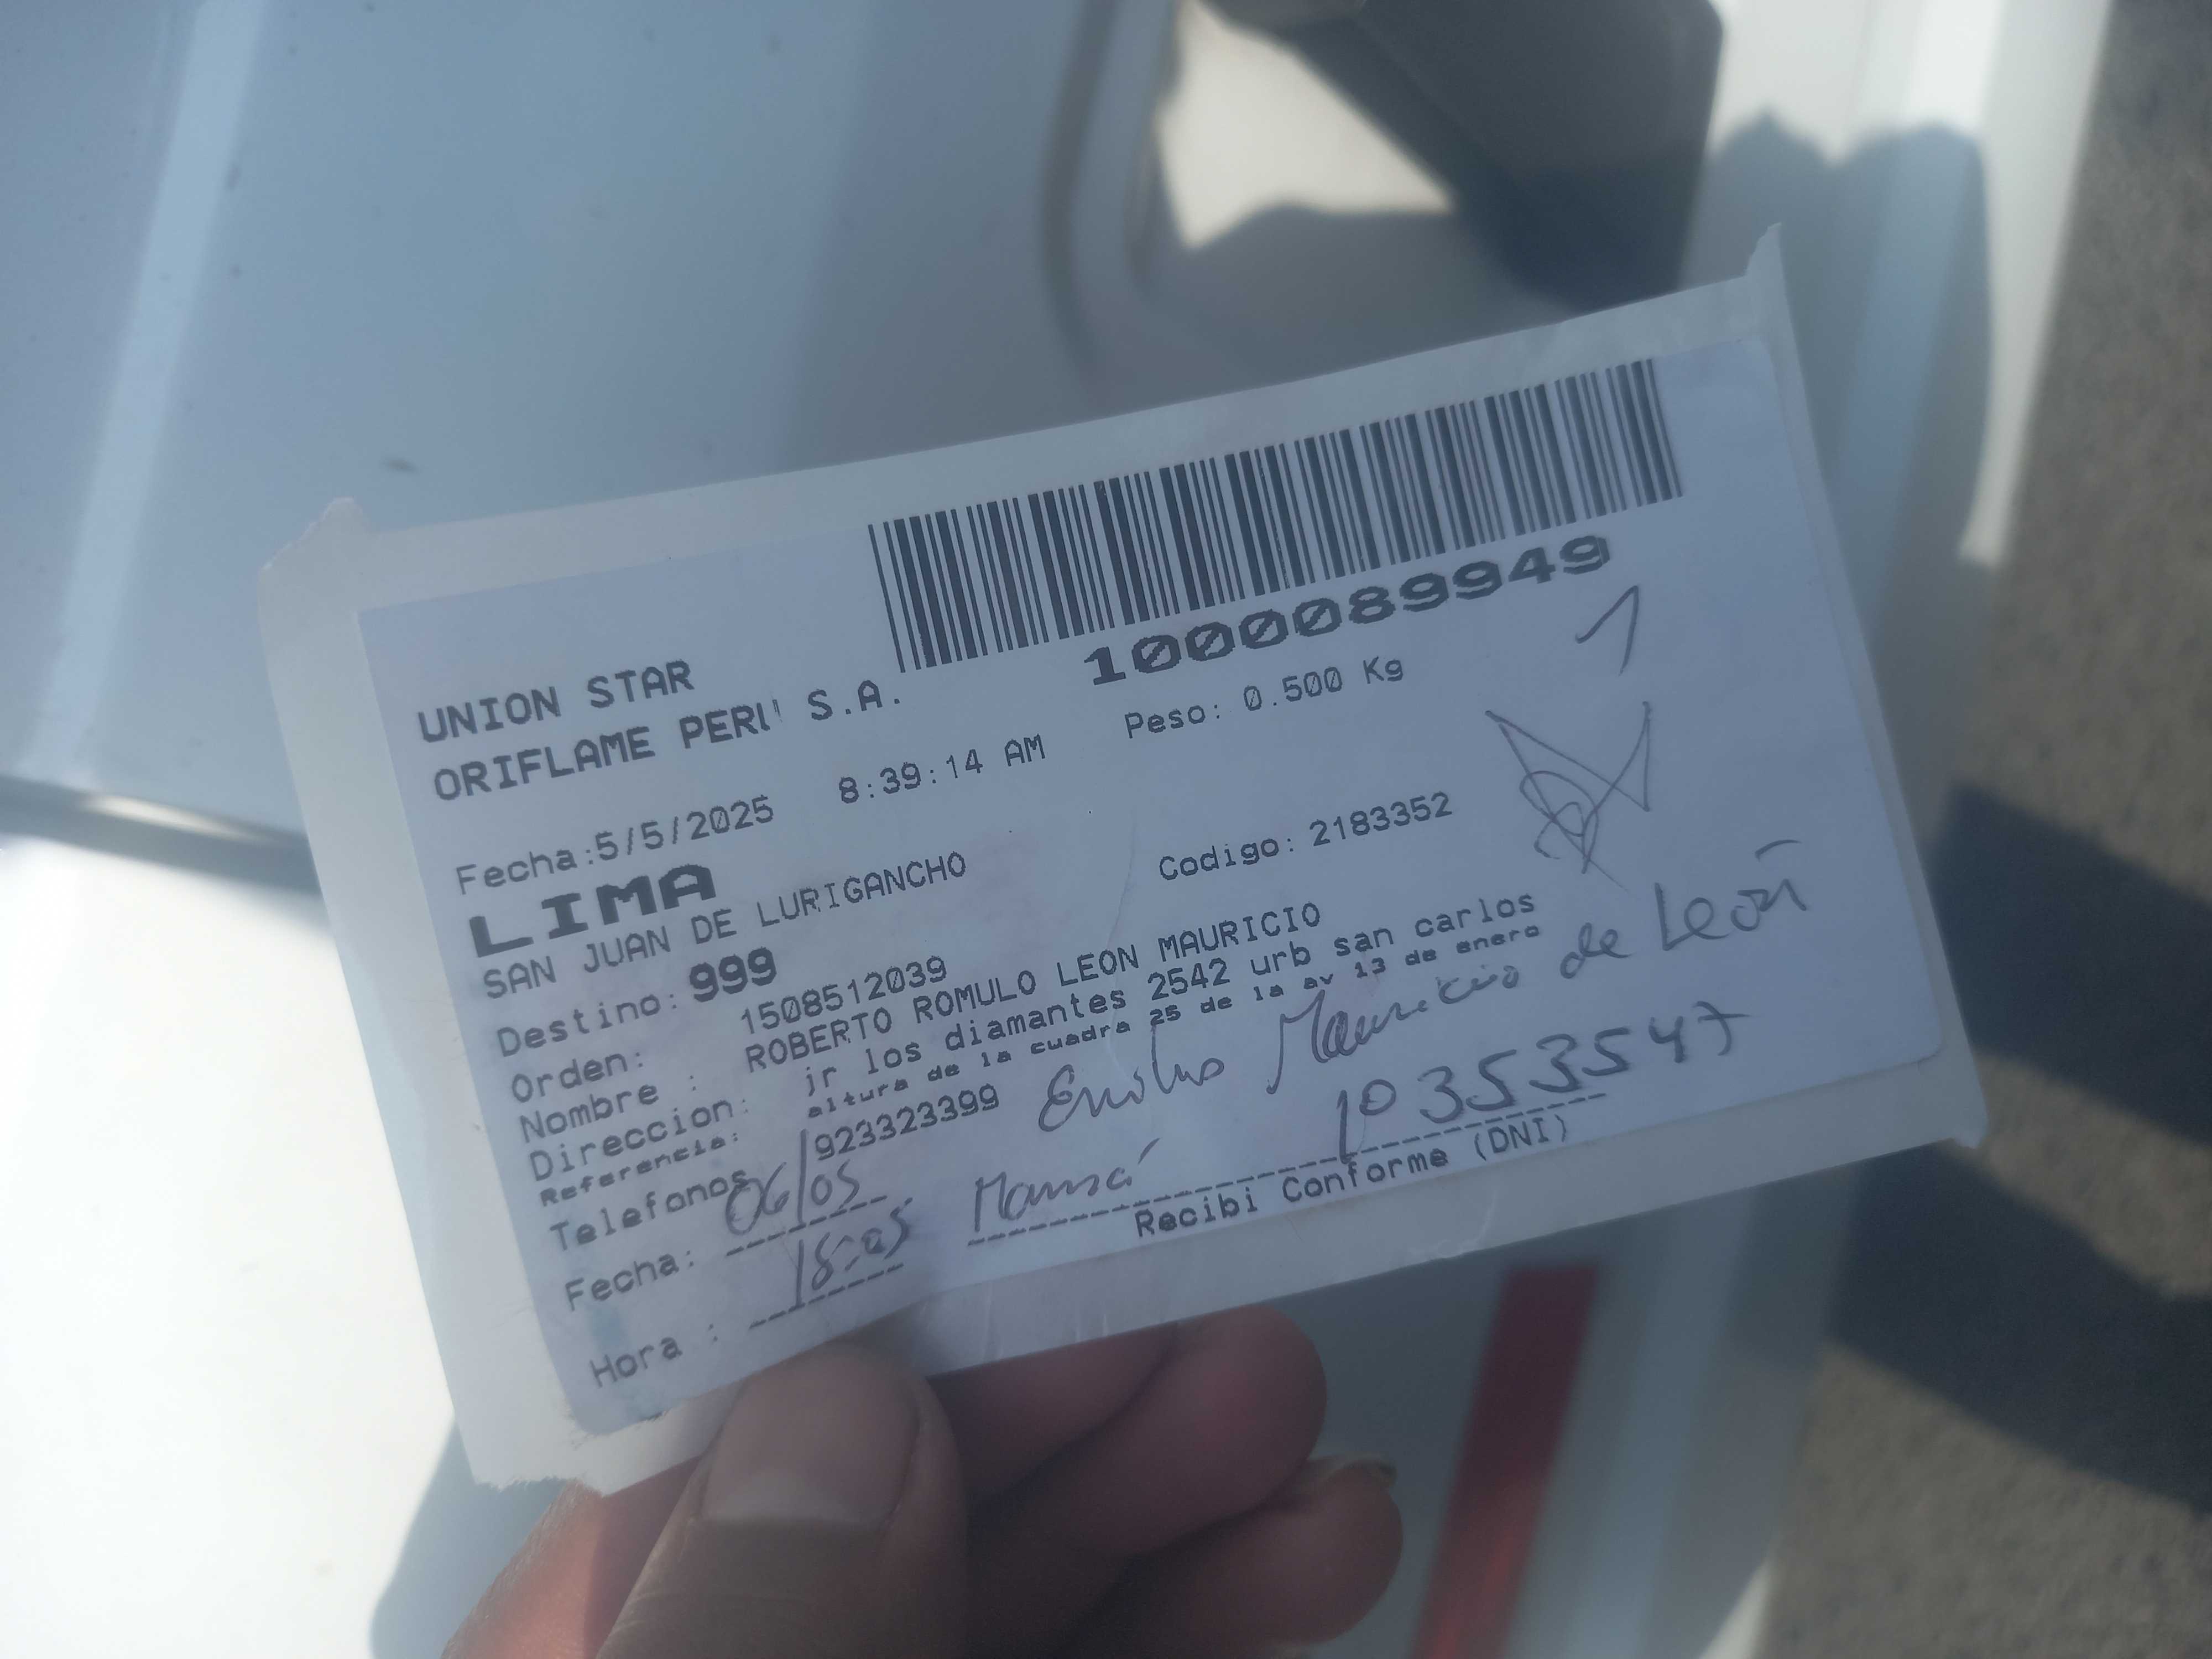 1000089949
UNION STAR
ORIFLAME PERU S.A.
Peso: 0.500 Kg
1
Fecha:5/5/2025 8:39:14 AM
LIMA
SAN JUAN DE LURIGANCHO
Codigo: 2183352
Destino: 999
Orden: 1508512039
Nombre : ROBERTO ROMULO LEON MAURICIO
Direccion: jr los diamantes 2542 urb san carlos
Referencia: altura de la cuadra 25 de la av 13 de enero
Telefonos /923323399
Mauricio de León
Fecha: 06/05
Mamá 10353547
Hora : 15:05
Recibi Conforme (DNI)